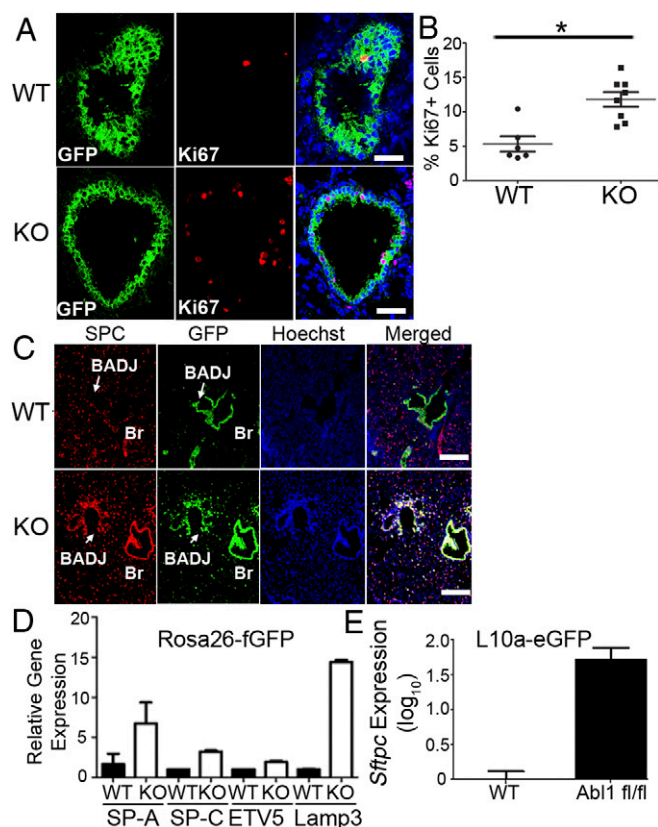 A
WT
GFP
Ki67
KO
GFP
Ki67
B
% Ki67+ Cells
20
15
10
5
0
*
WT
KO
C
SPC
GFP
Hoechst
Merged
WT
BADJ
Br
BADJ
Br
KO
BADJ
Br
BADJ
Br
D
Rosa26-fGFP
Relative Gene
Expression
20
15
10
5
0
WT KO WT KO WT KO WT KO
SP-A SP-C ETV5 Lamp3
E
L10a-eGFP
Sftpc Expression
(log10)
2.0
1.5
1.0
0.5
0
WT
Abl1 fl/fl